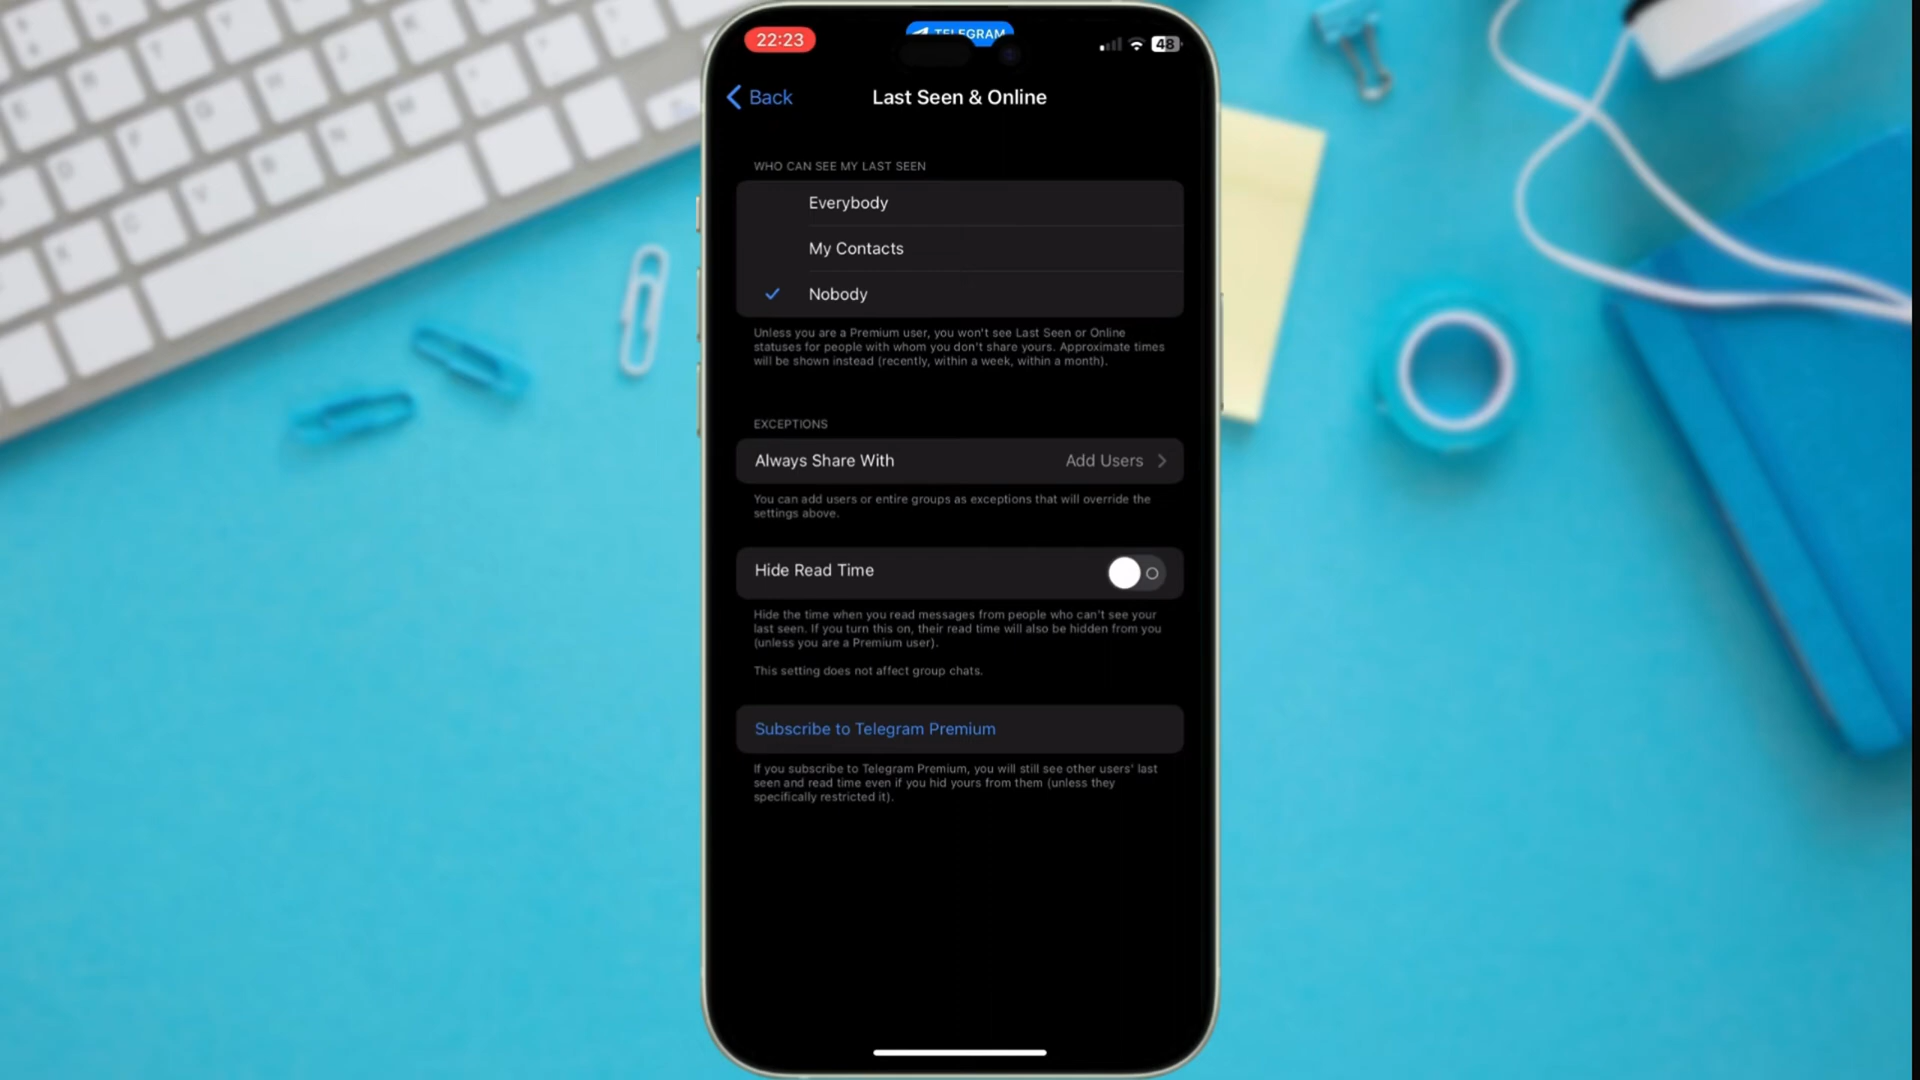 22:23
TELEGRAM
48
Back
Last Seen & Online
WHO CAN SEE MY LAST SEEN
Everybody
My Contacts
Nobody
Unless you are a Premium user, you won't see Last Seen or Online
statuses for people with whom you don't share yours. Approximate times
will be shown instead (recently, within a week, within a month).
EXCEPTIONS
Always Share With
Add Users
You can add users or entire groups as exceptions that will override the
settings above.
Hide Read Time
Hide the time when you read messages from people who can't see your
last seen. If you turn this on, their read time will also be hidden from you
(unless you are a Premium user).
This setting does not affect group chats.
Subscribe to Telegram Premium
If you subscribe to Telegram Premium, you will still see other users' last
seen and read time even if you hid yours from them (unless they
specifically restricted it).